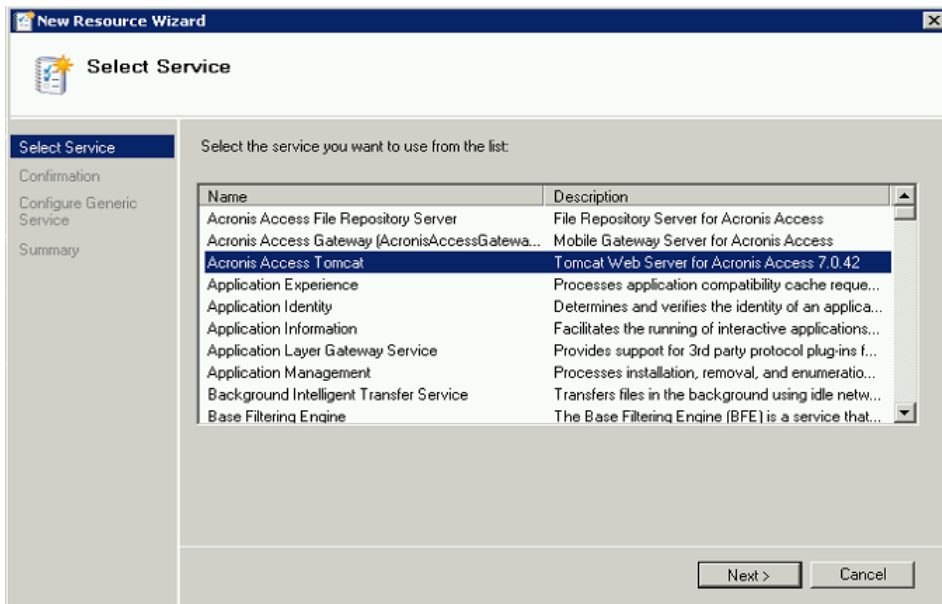 New Resource Wizard
Select Service
Select Service
Confirmation
Configure Generic
Service
Summary
Select the service you want to use from the list:
Name Description
Acronis Access File Repository Server File Repository Server for Acronis Access
Acronis Access Gateway (AcronisAccessGatewa... Mobile Gateway Server for Acronis Access
Acronis Access Tomcat Tomcat Web Server for Acronis Access 7.0.42
Application Experience Processes application compatibility cache reque...
Application Identity Determines and verifies the identity of an applica...
Application Information Facilitates the running of interactive applications...
Application Layer Gateway Service Provides support for 3rd party protocol plug-ins f...
Application Management Processes installation, removal, and enumeratio...
Background Intelligent Transfer Service Transfers files in the background using idle netw...
Base Filtering Engine The Base Filtering Engine (BFE) is a service that...
Next >
Cancel